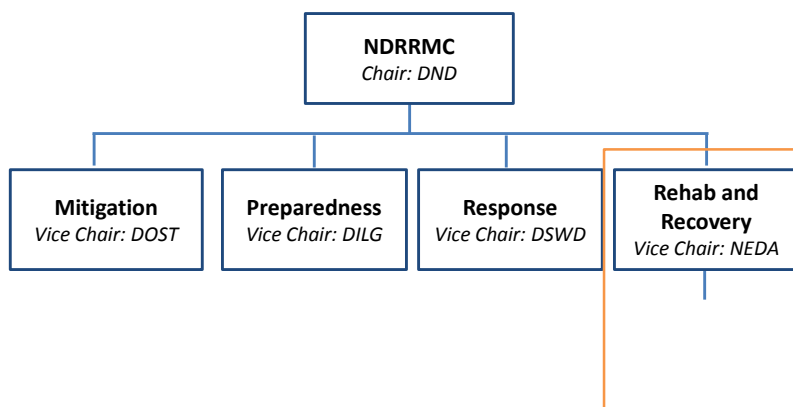 NDRRMC
Chair: DND
Mitigation
Vice Chair: DOST
Preparedness
Vice Chair: DILG
Response
Vice Chair: DSWD
Rehab and
Recovery
Vice Chair: NEDA